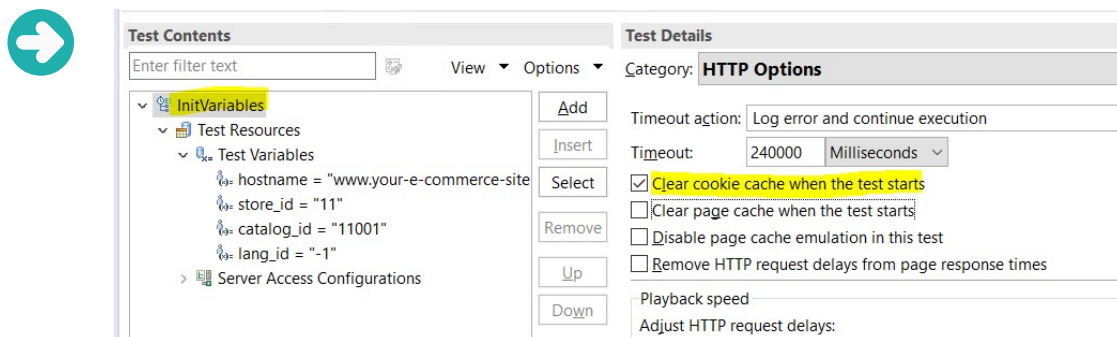 Test Contents
Enter filter text
View Options
InitVariables
Test Resources
Test Variables
hostname = "www.your-e-commerce-site
store_id = "11"
catalog_id = "11001"
lang_id = "-1"
Server Access Configurations
Add
Insert
Select
Remove
Up
Down
Test Details
Category: HTTP Options
Timeout action: Log error and continue execution
Timeout: 240000 Milliseconds
Clear cookie cache when the test starts
Clear page cache when the test starts
Disable page cache emulation in this test
Remove HTTP request delays from page response times
Playback speed
Adjust HTTP request delays: